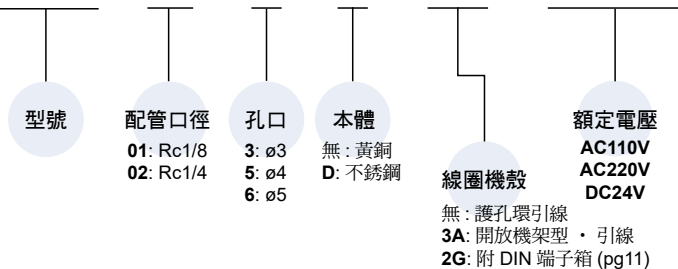 型號
配管口徑
01: Rc1/8
02: Rc1/4
孔口
3: ø3
5: ø4
6: ø5
本體
無 : 黃銅
D: 不銹鋼
線圈機殼
無 : 護孔環引線
3A: 開放機架型 ・ 引線
2G: 附 DIN 端子箱 (pg11)
額定電壓
AC110V
AC220V
DC24V